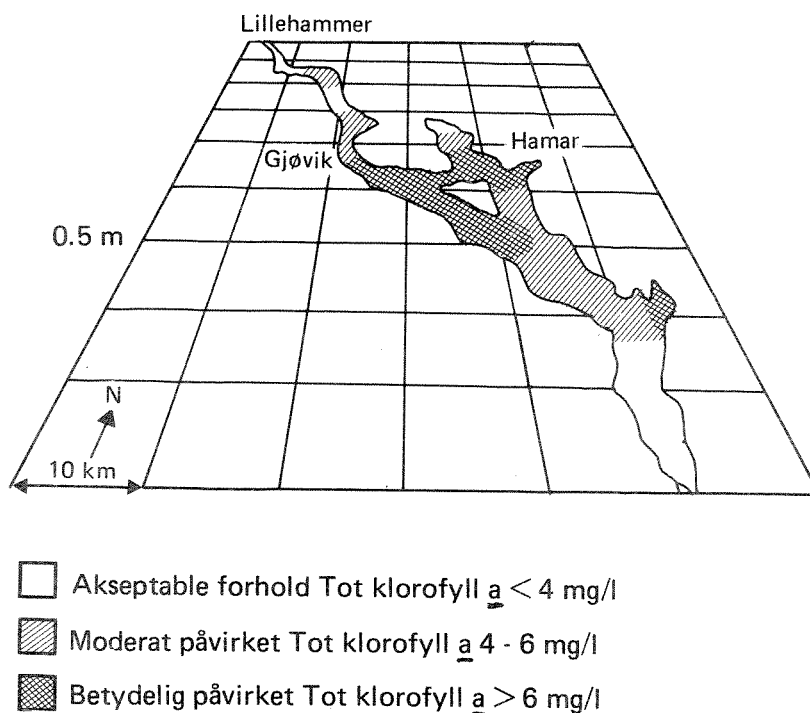 Lillehammer
Hamar
Gjøvik
0.5 m
N
10 km
Akseptable forhold Tot klorofyll a < 4 mg/l
Moderat påvirket Tot klorofyll a 4 - 6 mg/l
Betydelig påvirket Tot klorofyll a > 6 mg/l